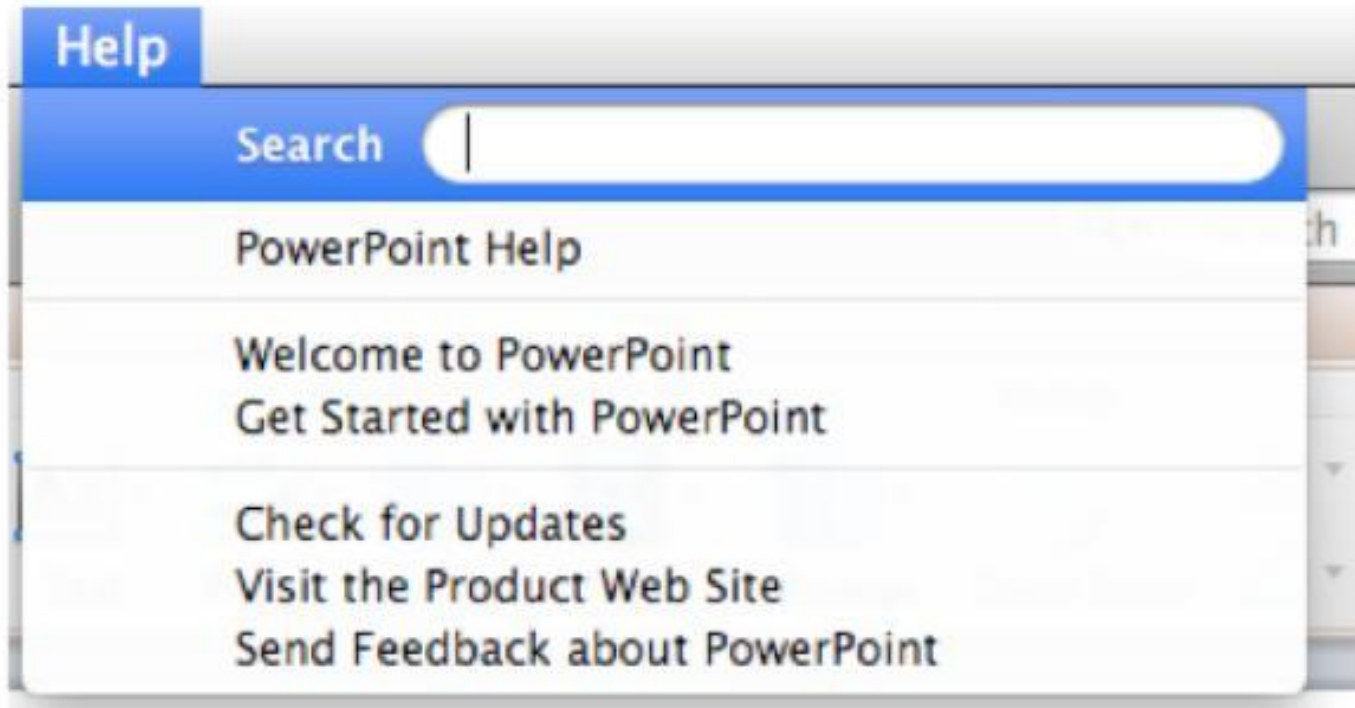 Help
Search
PowerPoint Help
Welcome to PowerPoint
Get Started with PowerPoint
Check for Updates
Visit the Product Web Site
Send Feedback about PowerPoint